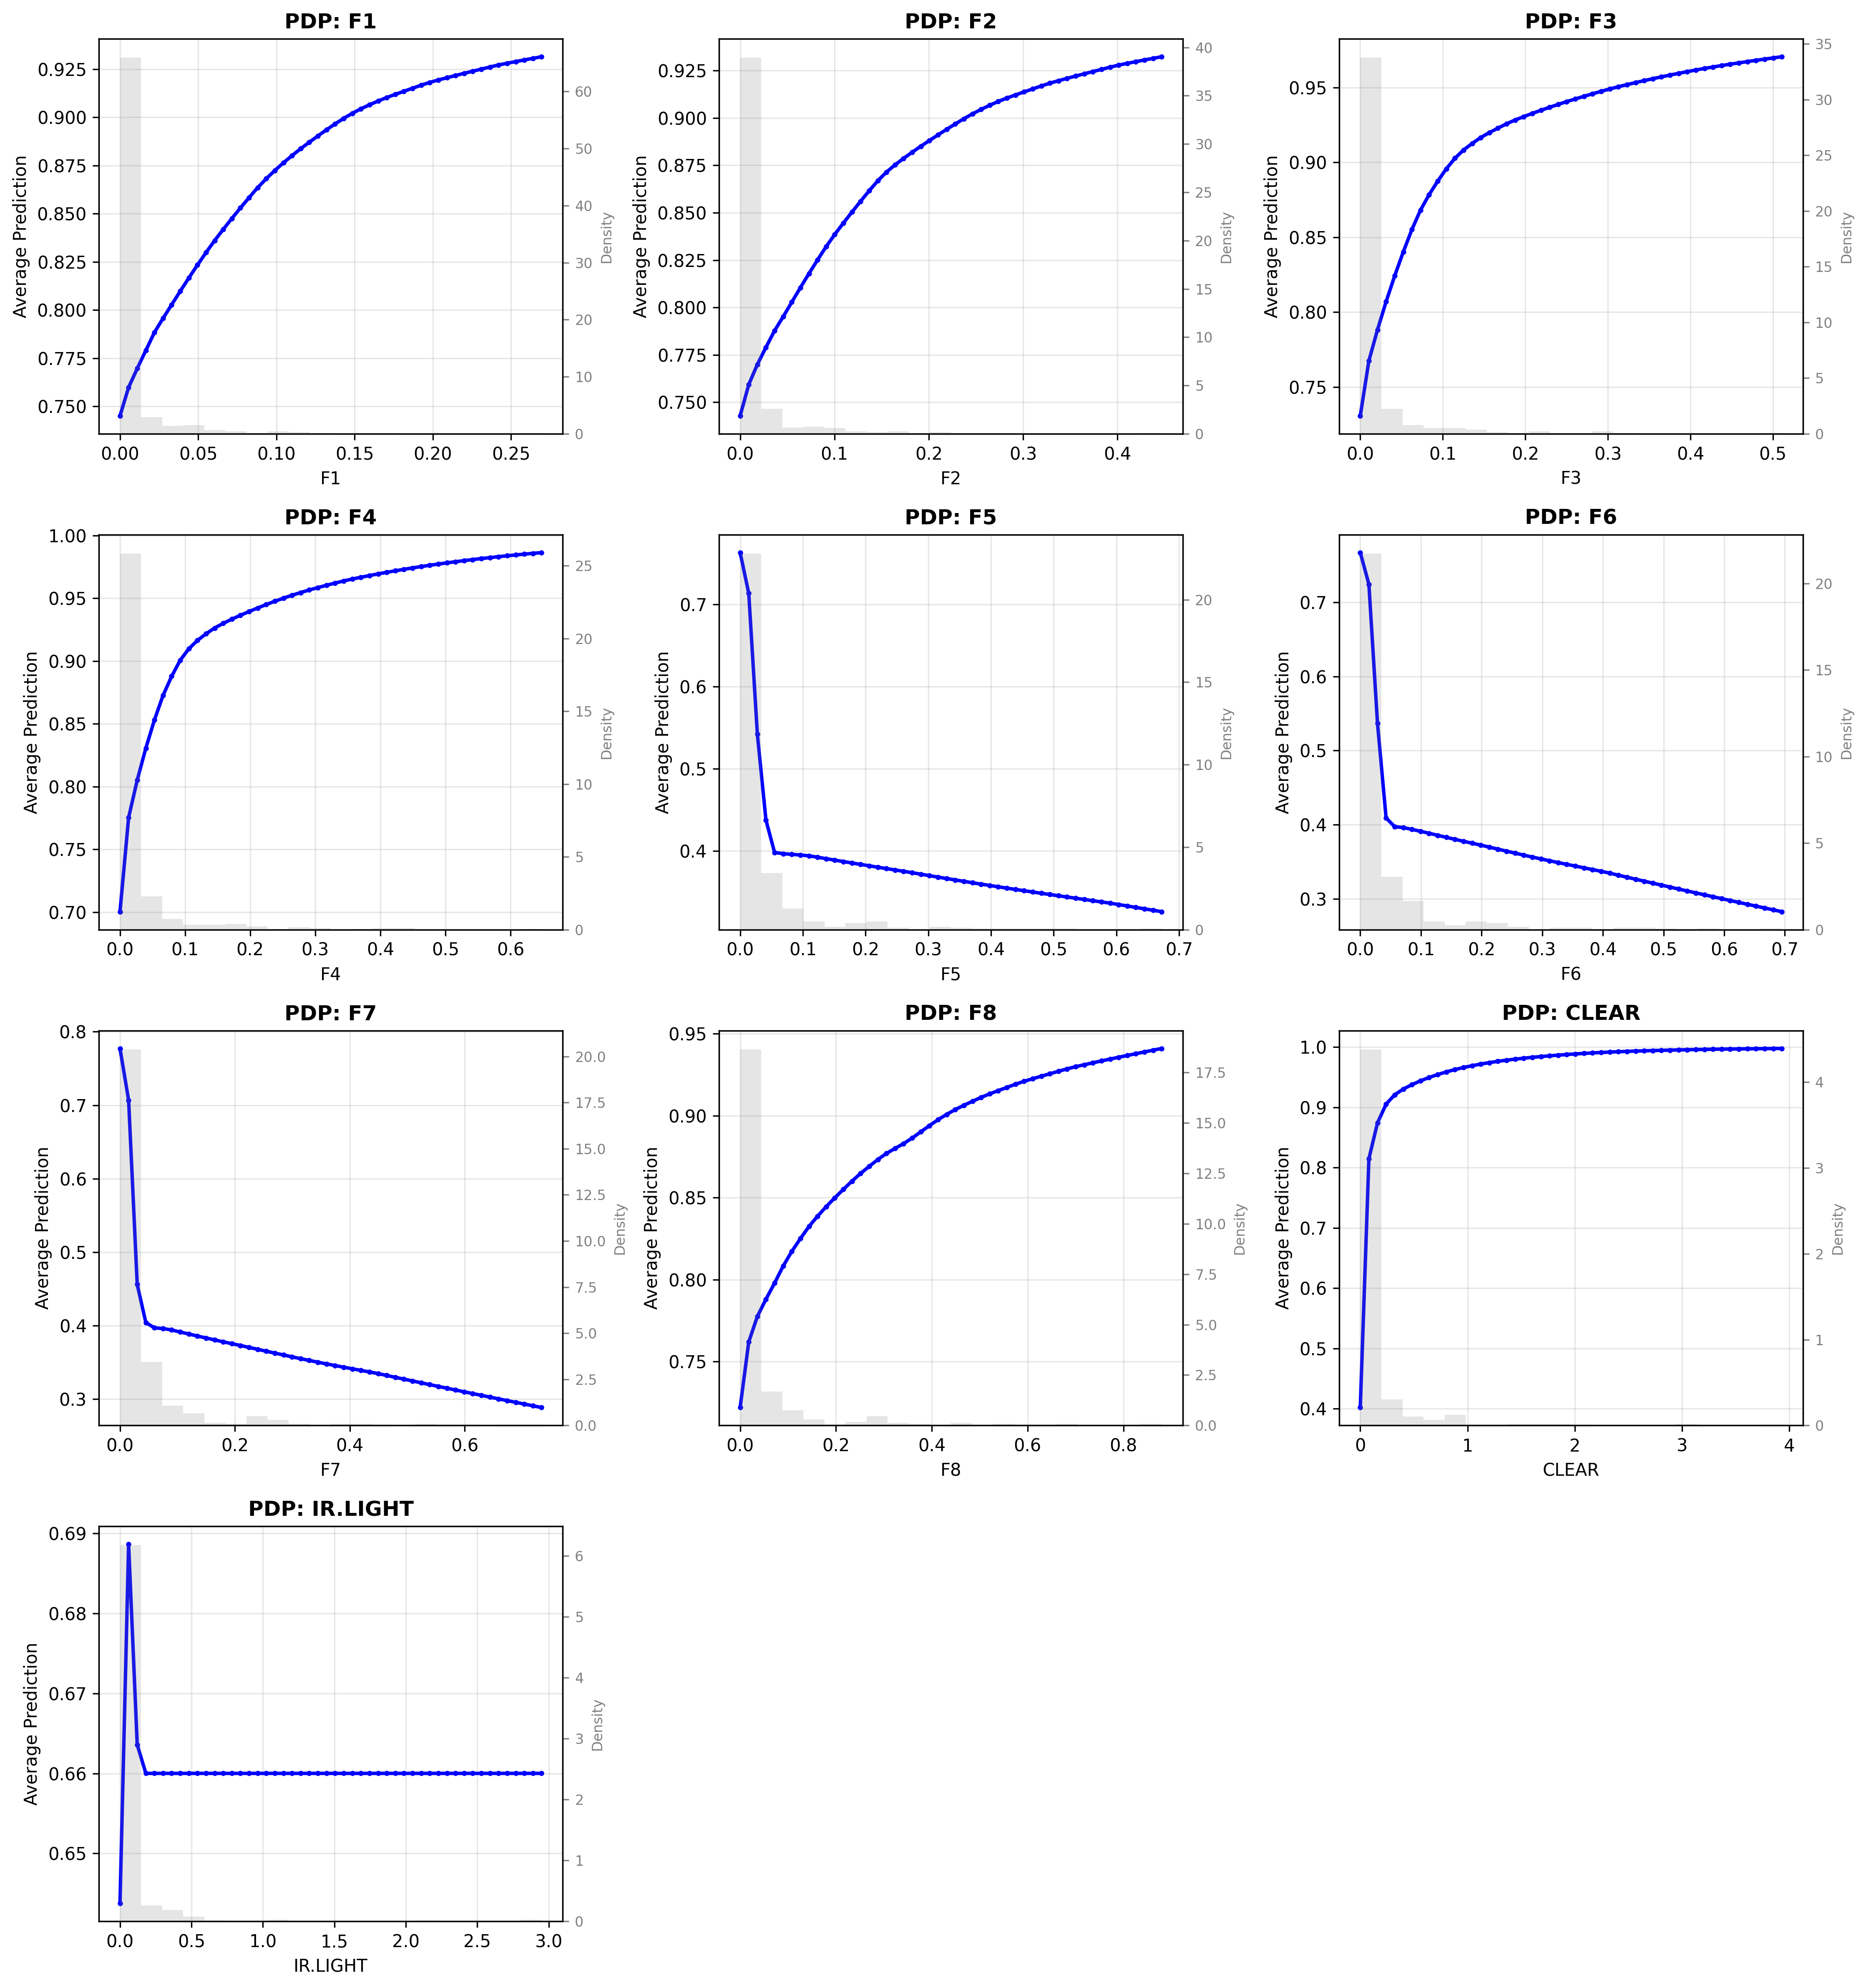 PDP: F1
Average Prediction
0.925
0.900
0.875
0.850
0.825
0.800
0.775
0.750
60
50
40
30
20
10
0
Density
0.00 0.05 0.10 0.15 0.20 0.25
F1
PDP: F2
Average Prediction
0.925
0.900
0.875
0.850
0.825
0.800
0.775
0.750
40
35
30
25
20
15
10
5
0
Density
0.0 0.1 0.2 0.3 0.4
F2
PDP: F3
Average Prediction
0.95
0.90
0.85
0.80
0.75
35
30
25
20
15
10
5
0
Density
0.0 0.1 0.2 0.3 0.4 0.5
F3
PDP: F4
Average Prediction
1.00
0.95
0.90
0.85
0.80
0.75
0.70
25
20
15
10
5
0
Density
0.0 0.1 0.2 0.3 0.4 0.5 0.6
F4
PDP: F5
Average Prediction
0.7
0.6
0.5
0.4
20
15
10
5
0
Density
0.0 0.1 0.2 0.3 0.4 0.5 0.6 0.7
F5
PDP: F6
Average Prediction
0.7
0.6
0.5
0.4
0.3
20
15
10
5
0
Density
0.0 0.1 0.2 0.3 0.4 0.5 0.6 0.7
F6
PDP: F7
Average Prediction
0.8
0.7
0.6
0.5
0.4
0.3
20.0
17.5
15.0
12.5
10.0
7.5
5.0
2.5
0.0
Density
0.0 0.2 0.4 0.6
F7
PDP: F8
Average Prediction
0.95
0.90
0.85
0.80
0.75
17.5
15.0
12.5
10.0
7.5
5.0
2.5
0.0
Density
0.0 0.2 0.4 0.6 0.8
F8
PDP: CLEAR
Average Prediction
1.0
0.9
0.8
0.7
0.6
0.5
0.4
4
3
2
1
0
Density
0 1 2 3 4
CLEAR
PDP: IR.LIGHT
Average Prediction
0.69
0.68
0.67
0.66
0.65
6
5
4
3
2
1
0
Density
0.0 0.5 1.0 1.5 2.0 2.5 3.0
IR.LIGHT